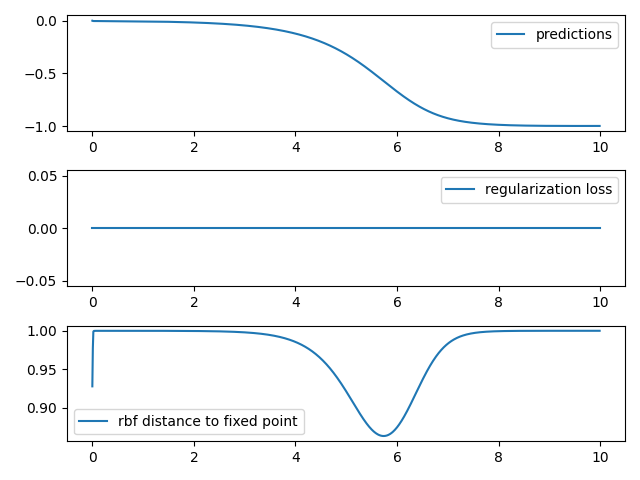 0.0
−0.5
−1.0
predictions
0 2 4 6 8 10
0.05
0.00
−0.05
regularization loss
0 2 4 6 8 10
1.00
0.95
0.90
rbf distance to fixed point
0 2 4 6 8 10